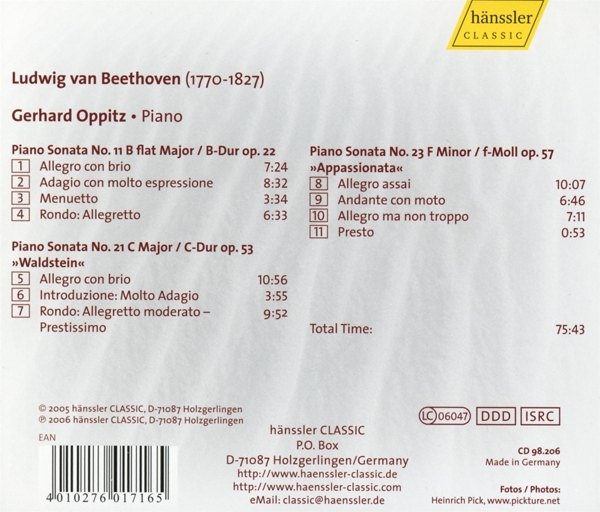 hänssler
CLASSIC
Ludwig van Beethoven (1770-1827)
Gerhard Oppitz • Piano
Piano Sonata No. 11 B flat Major / B-Dur op. 22
1 Allegro con brio 7:24
2 Adagio con molto espressione 8:32
3 Menuetto 3:34
4 Rondo: Allegretto 6:33
Piano Sonata No. 21 C Major / C-Dur op. 53
»Waldstein«
5 Allegro con brio 10:56
6 Introduzione: Molto Adagio 3:55
7 Rondo: Allegretto moderato – 9:52
Prestissimo
Piano Sonata No. 23 F Minor / f-Moll op. 57
»Appassionata«
8 Allegro assai 10:07
9 Andante con moto 6:46
10 Allegro ma non troppo 7:11
11 Presto 0:53
Total Time: 75:43
© 2005 hänssler CLASSIC, D-71087 Holzgerlingen
℗ 2006 hänssler CLASSIC, D-71087 Holzgerlingen
EAN
4 010276 017165
hänssler CLASSIC
P.O. Box
D-71087 Holzgerlingen/Germany
http://www.haenssler-classic.de
http://www.haenssler-classic.com
eMail: classic@haenssler.de
LC 06047 DDD ISRC
CD 98.206
Made in Germany
Fotos / Photos:
Heinrich Pick, www.pickture.net